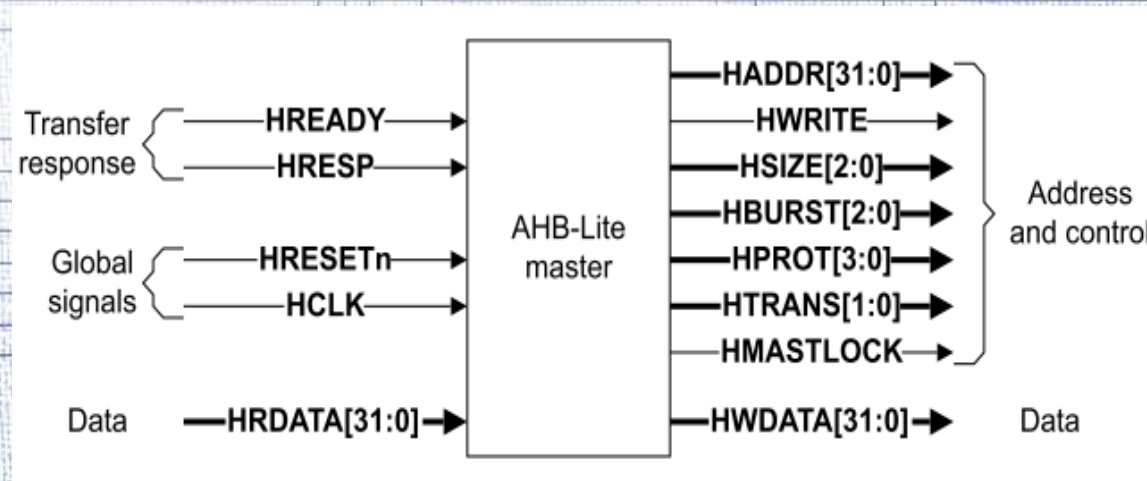 Transfer
response
HREADY
HRESP
Global
signals
HRESETn
HCLK
Data
HRDATA[31:0]
AHB-Lite
master
HADDR[31:0]
HWRITE
HSIZE[2:0]
HBURST[2:0]
HPROT[3:0]
HTRANS[1:0]
HMASTLOCK
Address
and control
HWDATA[31:0]
Data